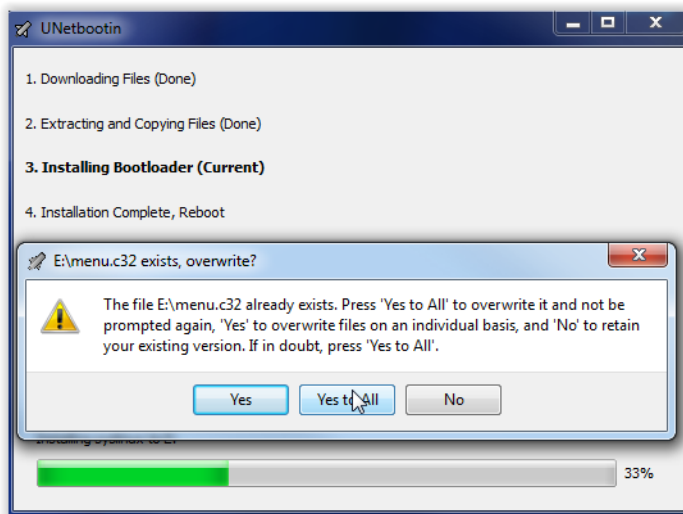 UNetbootin
1. Downloading Files (Done)
2. Extracting and Copying Files (Done)
3. Installing Bootloader (Current)
4. Installation Complete, Reboot
E:\menu.c32 exists, overwrite?
The file E:\menu.c32 already exists. Press 'Yes to All' to overwrite it and not be
prompted again, 'Yes' to overwrite files on an individual basis, and 'No' to retain
your existing version. If in doubt, press 'Yes to All'.
Yes
Yes to All
No
Installing syslinux to E:
33%